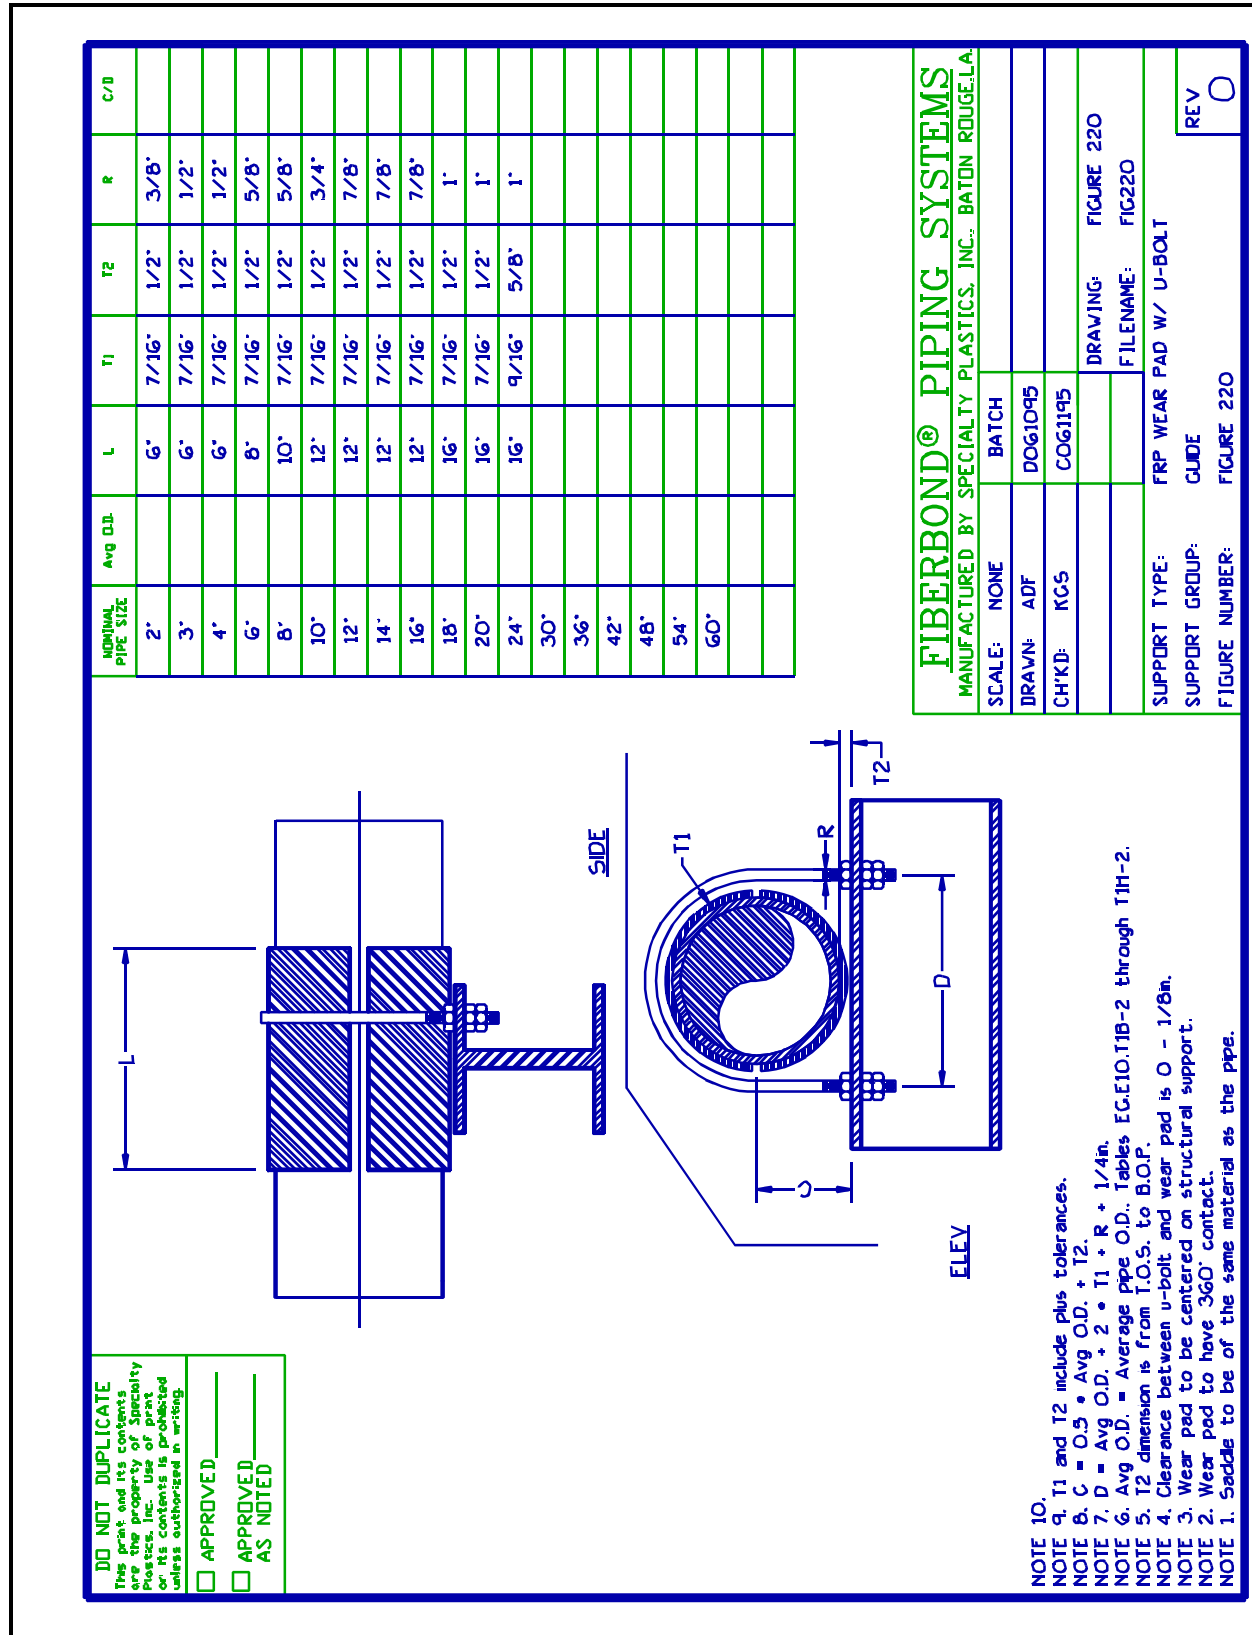 DO NOT DUPLICATE
This print and its contents
are the property of Specialty
Plastics, Inc. Use of print
or its contents is prohibited
unless authorized in writing.
APPROVED
APPROVED
AS NOTED
L
SIDE
ELEV
T1
R
T2
D
C
NOMINAL PIPE SIZE Avg O.D. L T1 T2 R C/D
2" 6" 7/16" 1/2" 3/8"
3" 6" 7/16" 1/2" 1/2"
4" 6" 7/16" 1/2" 1/2"
6" 8" 7/16" 1/2" 5/8"
8" 10" 7/16" 1/2" 5/8"
10" 12" 7/16" 1/2" 3/4"
12" 12" 7/16" 1/2" 7/8"
14" 12" 7/16" 1/2" 7/8"
16" 12" 7/16" 1/2" 7/8"
18" 16" 7/16" 1/2" 1"
20" 16" 7/16" 1/2" 1"
24" 16" 9/16" 5/8" 1"
30"
36"
42"
48"
54"
60"
NOTE 10.
NOTE 9. T1 and T2 include plus tolerances.
NOTE 8. C = 0.5 * Avg O.D. + T2.
NOTE 7. D = Avg O.D. + 2 * T1 + R + 1/4in.
NOTE 6. Avg O.D. = Average pipe O.D.. Tables EG.E10.T1B-2 through T1H-2.
NOTE 5. T2 dimension is from T.O.S. to B.O.P.
NOTE 4. Clearance between u-bolt and wear pad is 0 - 1/8in.
NOTE 3. Wear pad to be centered on structural support.
NOTE 2. Wear pad to have 360° contact.
NOTE 1. Saddle to be of the same material as the pipe.
FIBERBOND® PIPING SYSTEMS
MANUFACTURED BY SPECIALTY PLASTICS, INC., BATON ROUGE,LA.
SCALE: NONE BATCH
DRAWN: ADF D061095
CH'KD: KGS C061195
DRAWING: FIGURE 220
FILENAME: FIG220
SUPPORT TYPE: FRP WEAR PAD W/ U-BOLT
SUPPORT GROUP: GUIDE
FIGURE NUMBER: FIGURE 220
REV
0